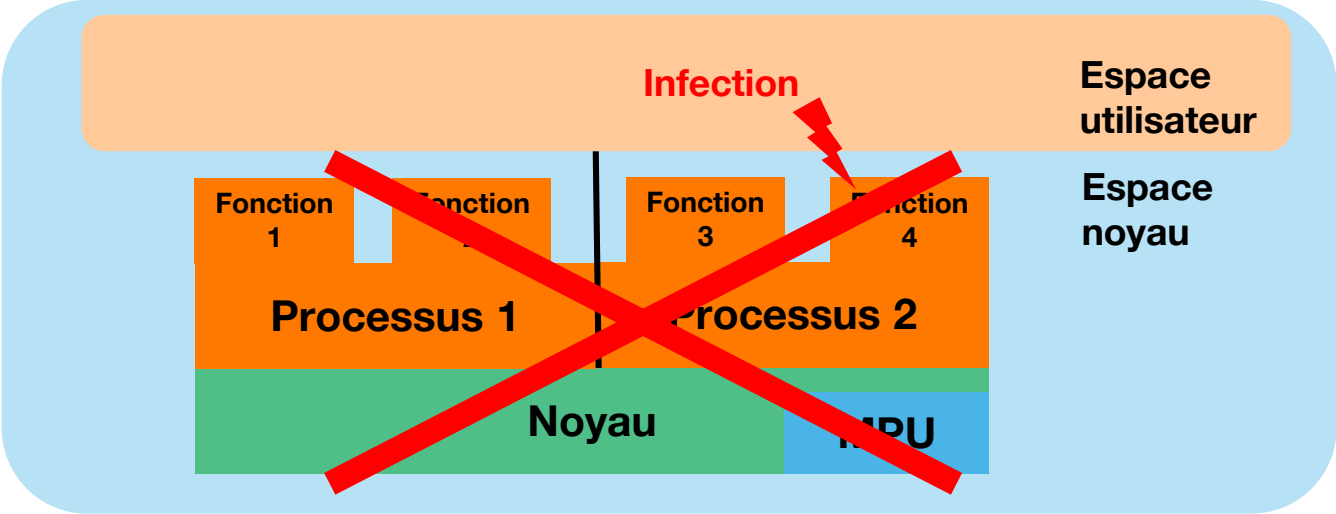 Infection
Espace
utilisateur
Espace
noyau
Fonction
1
Fonction
Fonction
3
Fonction
4
Processus 1
Processus 2
Noyau
MPU